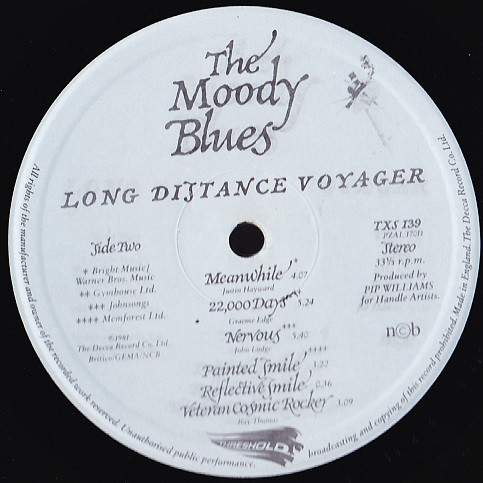 The
Moody
Blues
LONG DISTANCE VOYAGER
Side Two
+ Bright Music/
Warner Bros. Music
++ Gymhouse Ltd.
+++ Johnsongs
++++ Memforest Ltd.
©1981
The Decca Record Co. Ltd
Britico/GEMA/NCB
TXS 139
PZAL 170D
Stereo
33⅓ r.p.m.
Produced by
PIP WILLIAMS
for Handle Artists.
n©b
Meanwhile+ 4.07
Justin Hayward
22,000 Days++ 5.24
Graeme Edge
Nervous+++ 5.40
John Lodge
Painted Smile++++ 3.22
Reflective Smile 0.36
Veteran Cosmic Rocker 3.09
Ray Thomas
THRESHOLD
All rights of the manufacturer and owner of the recorded work reserved. Unauthorised public performance, broadcasting and copying of this record prohibited. Made in England. The Decca Record Co. Ltd.